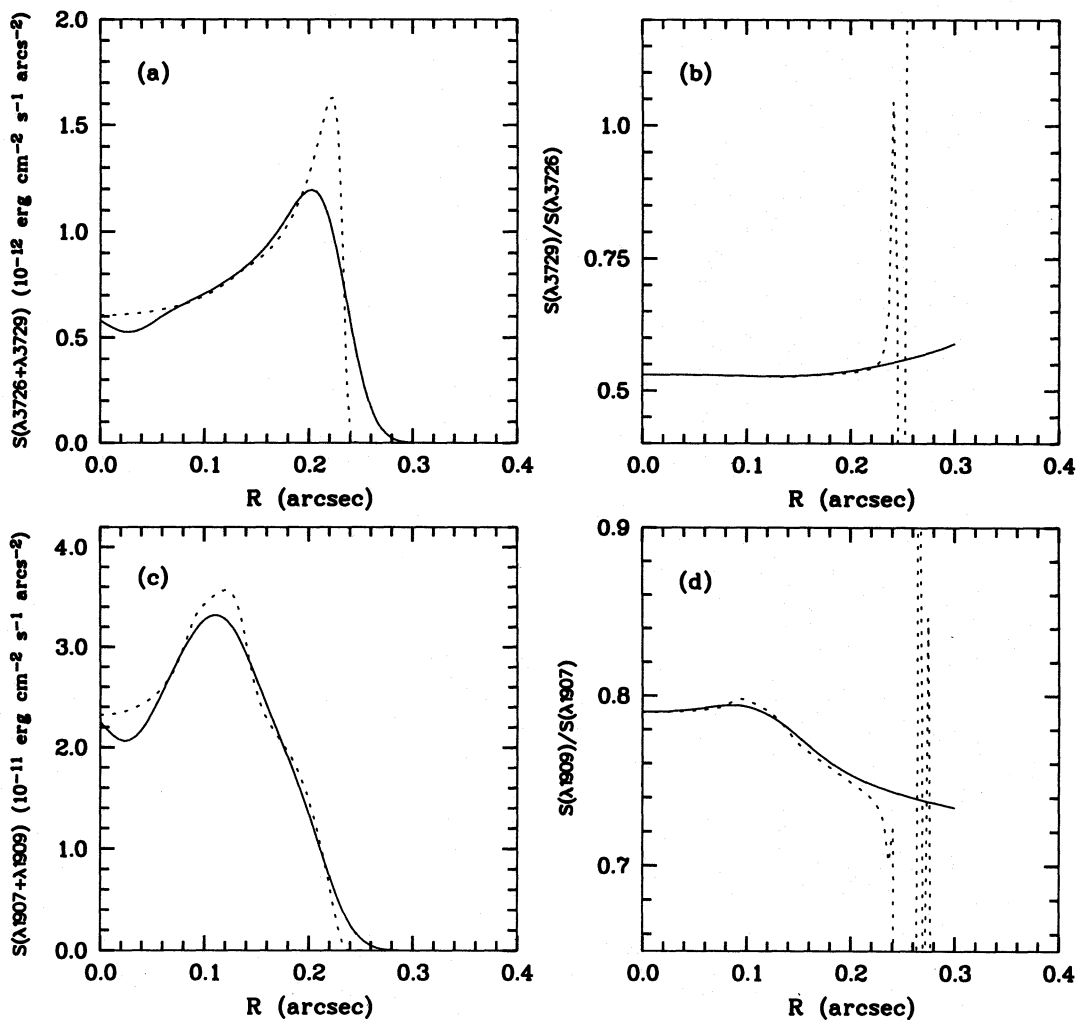 S(λ3726+λ3729) (10⁻¹² erg cm⁻² s⁻¹ arcs⁻²)
2.0
1.5
1.0
0.5
0.0
(a)
0.0 0.1 0.2 0.3 0.4
R (arcsec)
S(λ3729)/S(λ3726)
1.0
0.75
0.5
(b)
0.0 0.1 0.2 0.3 0.4
R (arcsec)
S(λ1907+λ1909) (10⁻¹¹ erg cm⁻² s⁻¹ arcs⁻²)
4.0
3.0
2.0
1.0
0.0
(c)
0.0 0.1 0.2 0.3 0.4
R (arcsec)
S(λ1909)/S(λ1907)
0.9
0.8
0.7
(d)
0.0 0.1 0.2 0.3 0.4
R (arcsec)